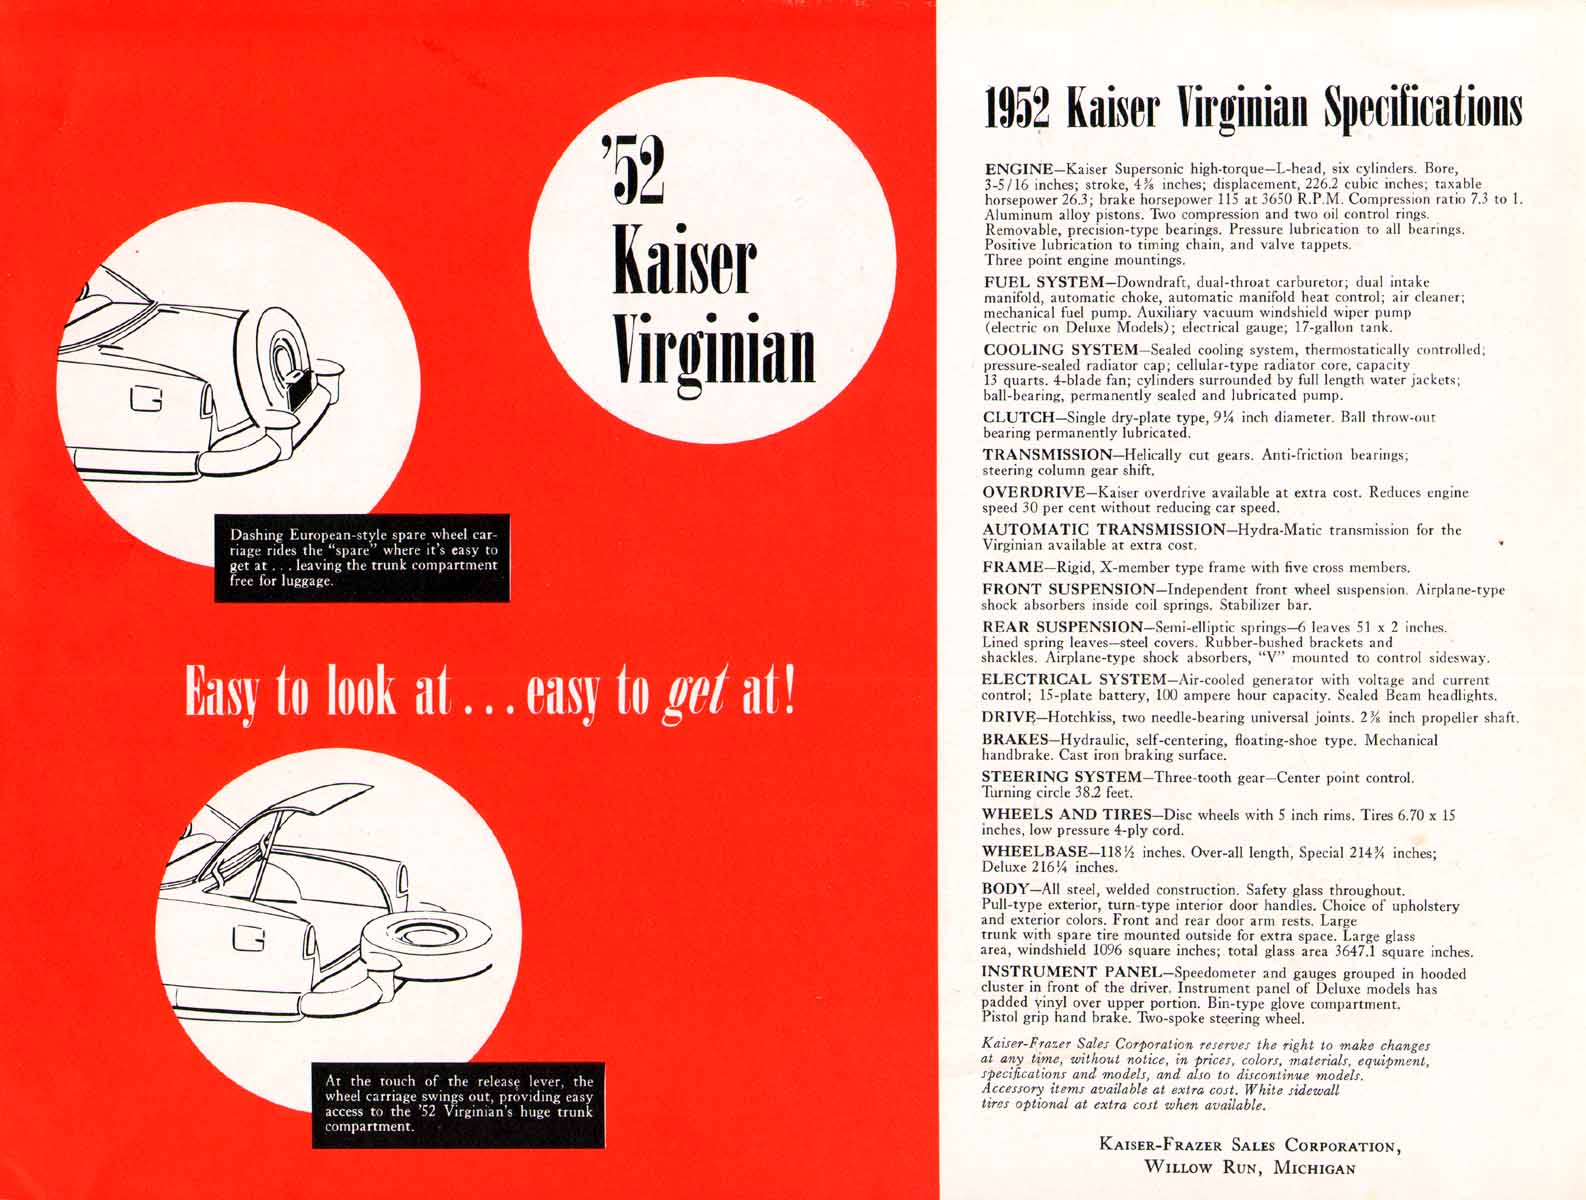 '52
Kaiser
Virginian
Dashing European-style spare wheel car-
riage rides the "spare" where it's easy to
get at . . . leaving the trunk compartment
free for luggage.
Easy to look at . . . easy to get at!
At the touch of the release lever, the
wheel carriage swings out, providing easy
access to the '52 Virginian's huge trunk
compartment.
1952 Kaiser Virginian Specifications
ENGINE—Kaiser Supersonic high-torque—L-head, six cylinders. Bore,
3-5/16 inches; stroke, 4⅜ inches; displacement, 226.2 cubic inches; taxable
horsepower 26.3; brake horsepower 115 at 3650 R.P.M. Compression ratio 7.3 to 1.
Aluminum alloy pistons. Two compression and two oil control rings.
Removable, precision-type bearings. Pressure lubrication to all bearings.
Positive lubrication to timing chain, and valve tappets.
Three point engine mountings.
FUEL SYSTEM—Downdraft, dual-throat carburetor; dual intake
manifold, automatic choke, automatic manifold heat control; air cleaner;
mechanical fuel pump. Auxiliary vacuum windshield wiper pump
(electric on Deluxe Models); electrical gauge; 17-gallon tank.
COOLING SYSTEM—Sealed cooling system, thermostatically controlled;
pressure-sealed radiator cap; cellular-type radiator core, capacity
13 quarts. 4-blade fan; cylinders surrounded by full length water jackets;
ball-bearing, permanently sealed and lubricated pump.
CLUTCH—Single dry-plate type, 9¼ inch diameter. Ball throw-out
bearing permanently lubricated.
TRANSMISSION—Helically cut gears. Anti-friction bearings;
steering column gear shift.
OVERDRIVE—Kaiser overdrive available at extra cost. Reduces engine
speed 30 per cent without reducing car speed.
AUTOMATIC TRANSMISSION—Hydra-Matic transmission for the
Virginian available at extra cost.
FRAME—Rigid, X-member type frame with five cross members.
FRONT SUSPENSION—Independent front wheel suspension. Airplane-type
shock absorbers inside coil springs. Stabilizer bar.
REAR SUSPENSION—Semi-elliptic springs—6 leaves 51 x 2 inches.
Lined spring leaves—steel covers. Rubber-bushed brackets and
shackles. Airplane-type shock absorbers, "V" mounted to control sidesway.
ELECTRICAL SYSTEM—Air-cooled generator with voltage and current
control; 15-plate battery, 100 ampere hour capacity. Sealed Beam headlights.
DRIVE—Hotchkiss, two needle-bearing universal joints. 2⅜ inch propeller shaft.
BRAKES—Hydraulic, self-centering, floating-shoe type. Mechanical
handbrake. Cast iron braking surface.
STEERING SYSTEM—Three-tooth gear—Center point control.
Turning circle 38.2 feet.
WHEELS AND TIRES—Disc wheels with 5 inch rims. Tires 6.70 x 15
inches, low pressure 4-ply cord.
WHEELBASE—118½ inches. Over-all length, Special 214¾ inches;
Deluxe 216¼ inches.
BODY—All steel, welded construction. Safety glass throughout.
Pull-type exterior, turn-type interior door handles. Choice of upholstery
and exterior colors. Front and rear door arm rests. Large
trunk with spare tire mounted outside for extra space. Large glass
area, windshield 1096 square inches; total glass area 3647.1 square inches.
INSTRUMENT PANEL—Speedometer and gauges grouped in hooded
cluster in front of the driver. Instrument panel of Deluxe models has
padded vinyl over upper portion. Bin-type glove compartment.
Pistol grip hand brake. Two-spoke steering wheel.
Kaiser-Frazer Sales Corporation reserves the right to make changes
at any time, without notice, in prices, colors, materials, equipment,
specifications and models, and also to discontinue models.
Accessory items available at extra cost. White sidewall
tires optional at extra cost when available.
KAISER-FRAZER SALES CORPORATION,
WILLOW RUN, MICHIGAN